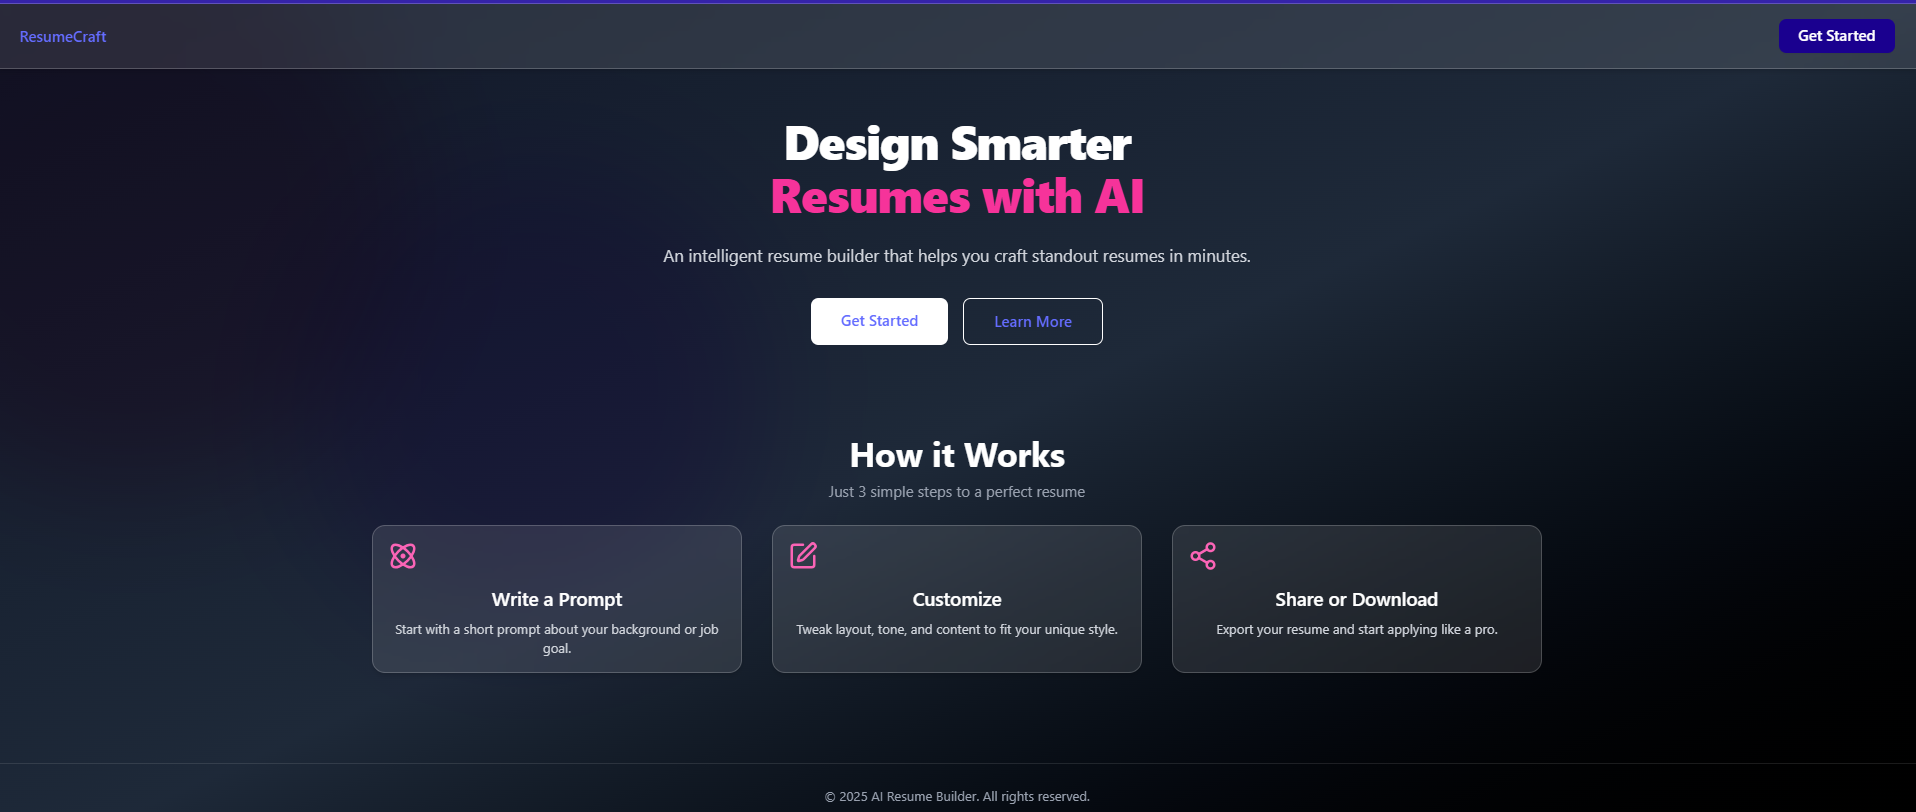 ResumeCraft
Get Started
Design Smarter
Resumes with AI
An intelligent resume builder that helps you craft standout resumes in minutes.
Get Started
Learn More
How it Works
Just 3 simple steps to a perfect resume
Write a Prompt
Start with a short prompt about your background or job
goal.
Customize
Tweak layout, tone, and content to fit your unique style.
Share or Download
Export your resume and start applying like a pro.
© 2025 AI Resume Builder. All rights reserved.